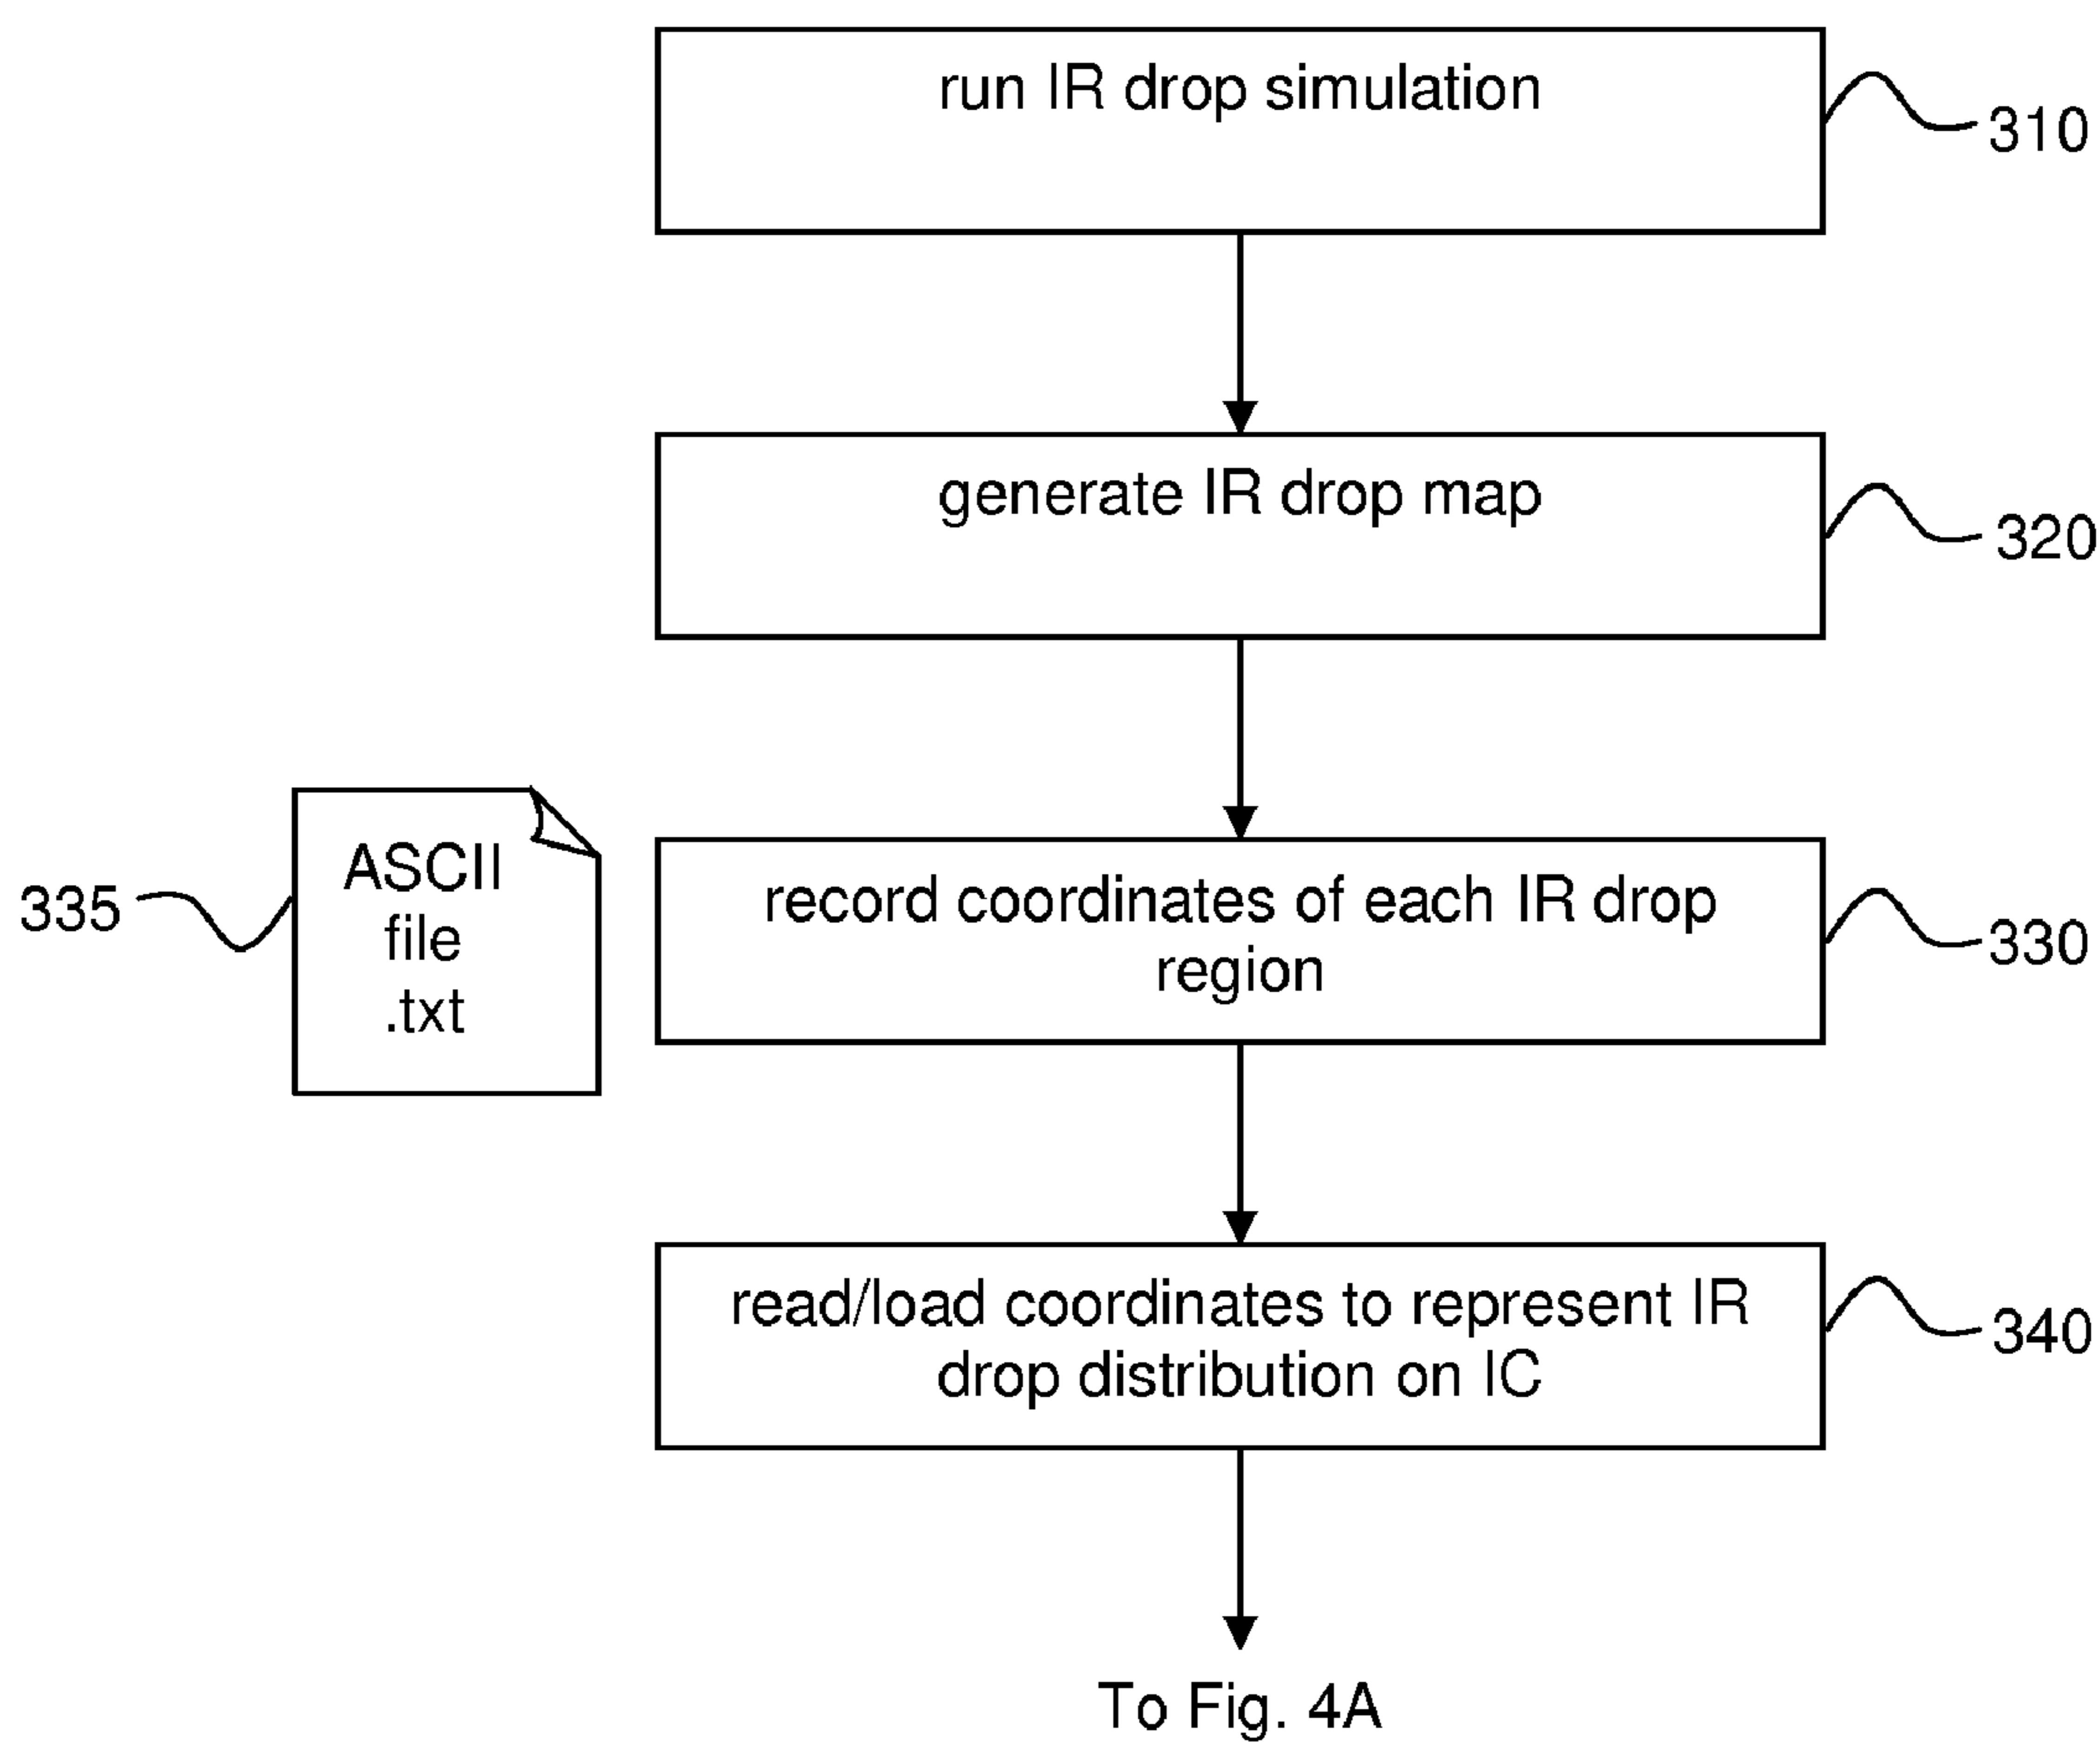 run IR drop simulation
310
generate IR drop map
320
ASCII
file
.txt
335
record coordinates of each IR drop
region
330
read/load coordinates to represent IR
drop distribution on IC
340
To Fig. 4A